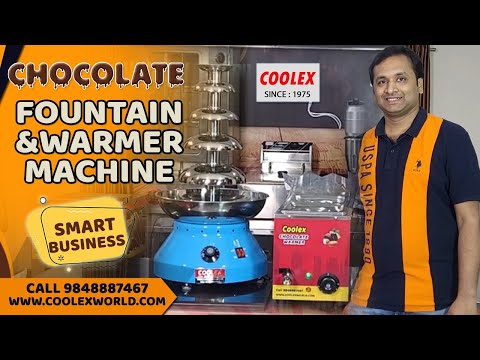 CHOCOLATE
FOUNTAIN
&WARMER
MACHINE
SMART
BUSINESS
CALL 9848887467
WWW.COOLEXWORLD.COM
COOLEX
SINCE : 1975
COOLEX
Coolex
CHOCOLATE
WARMER
USPA SINCE 1890